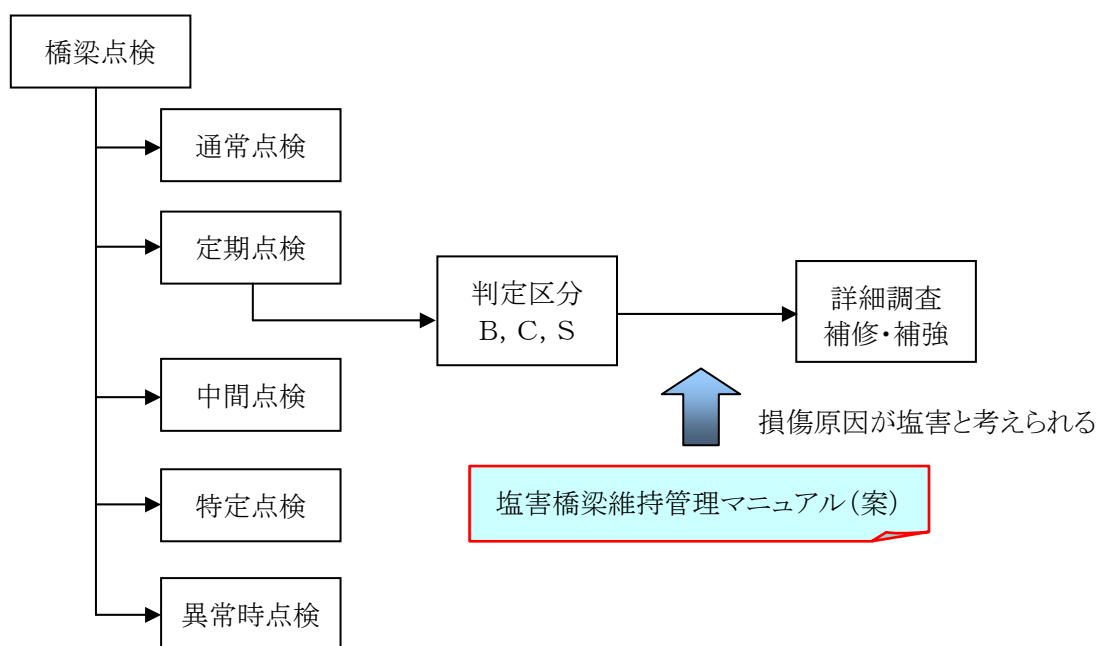 橋梁点検
通常点検
定期点検
判定区分
B, C, S
詳細調査
補修・補強
中間点検
損傷原因が塩害と考えられる
特定点検
塩害橋梁維持管理マニュアル(案)
異常時点検